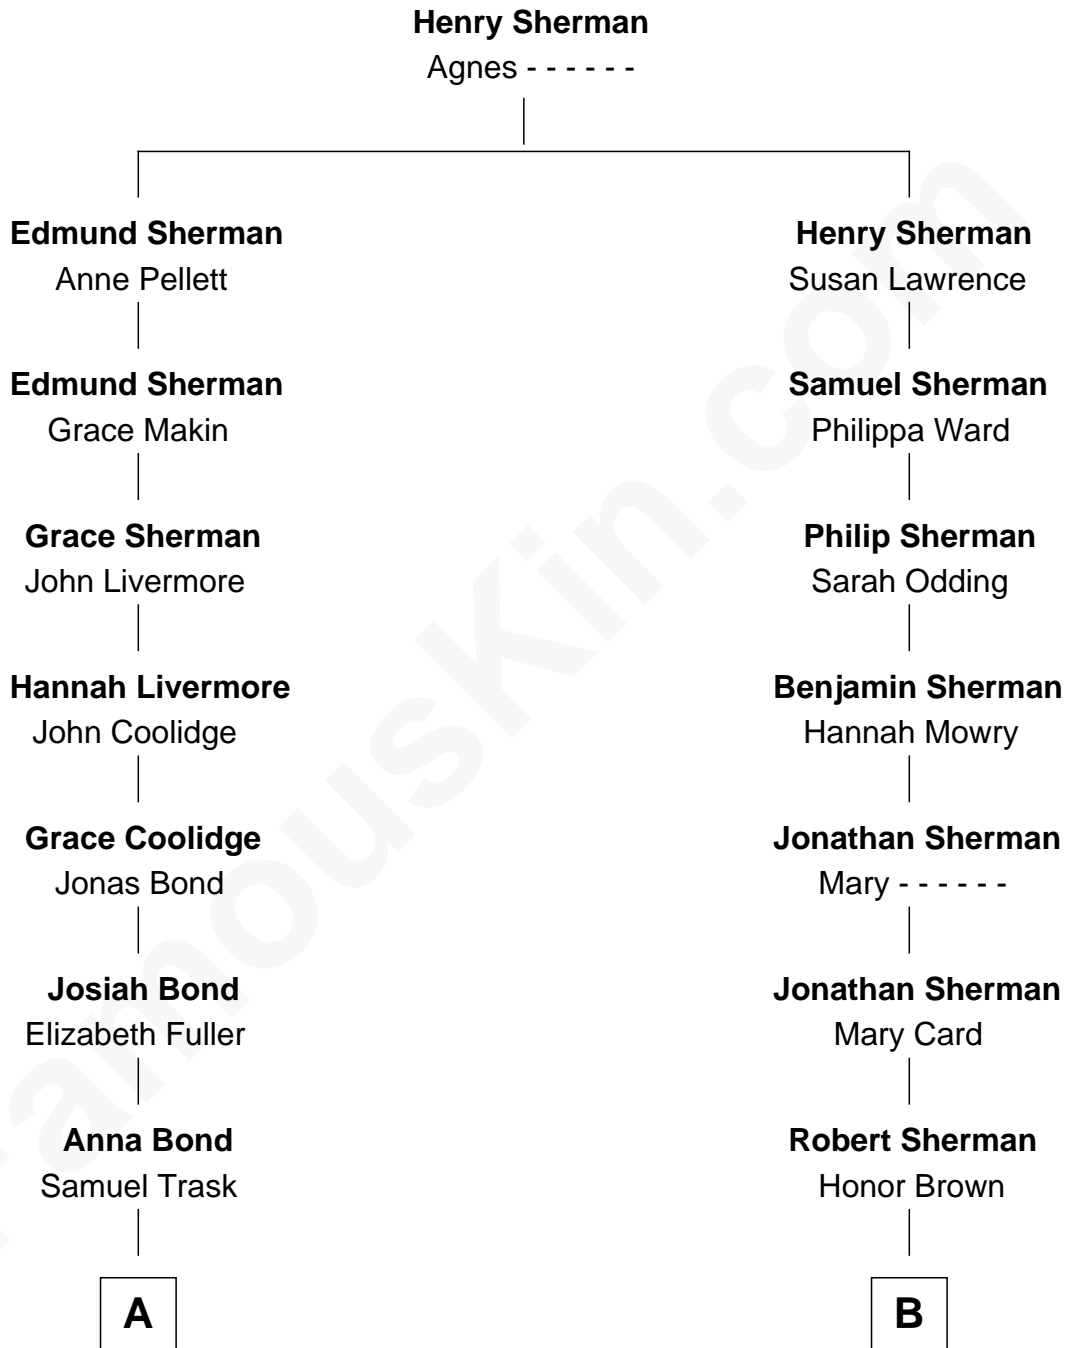 Henry Sherman
Agnes - - - - - -
Edmund Sherman
Anne Pellett
Henry Sherman
Susan Lawrence
Edmund Sherman
Grace Makin
Samuel Sherman
Philippa Ward
Grace Sherman
John Livermore
Philip Sherman
Sarah Odding
Hannah Livermore
John Coolidge
Benjamin Sherman
Hannah Mowry
Grace Coolidge
Jonas Bond
Jonathan Sherman
Mary - - - - - -
Josiah Bond
Elizabeth Fuller
Jonathan Sherman
Mary Card
Anna Bond
Samuel Trask
Robert Sherman
Honor Brown
A
B
FamousKin.com